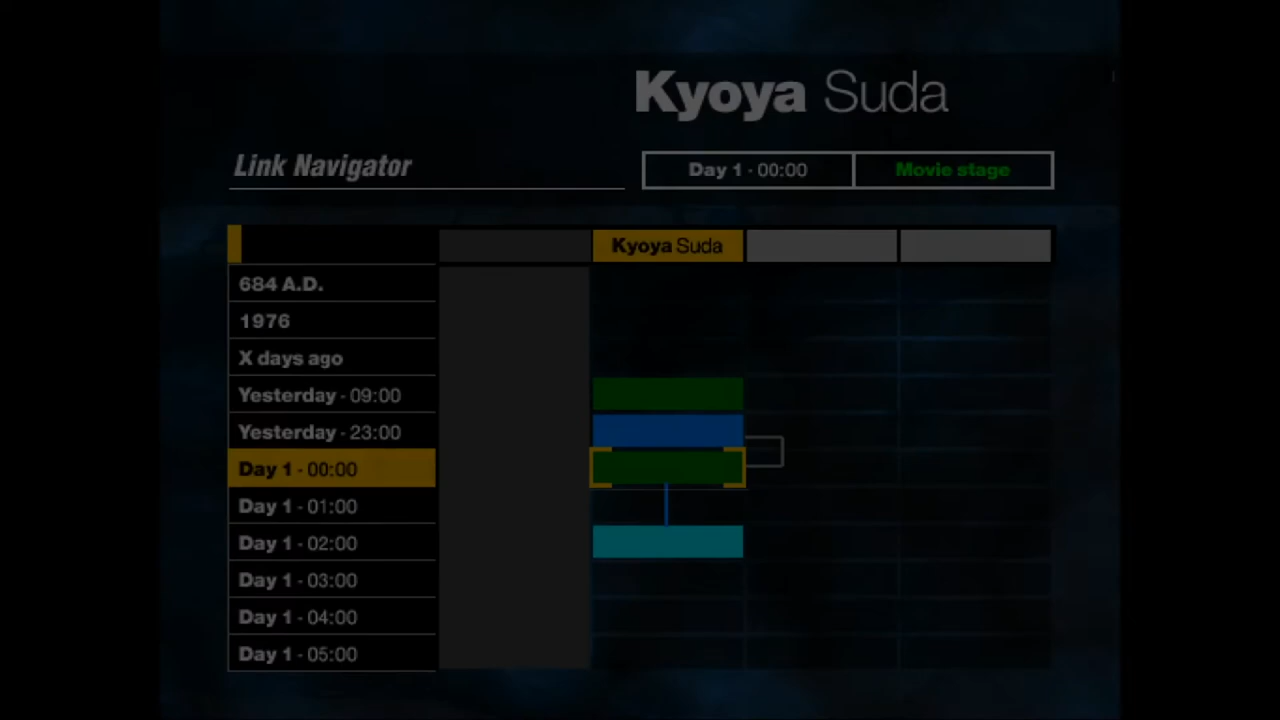 Kyoya Suda
Link Navigator
Day 1 - 00:00
Movie stage
Kyoya Suda
684 A.D.
1976
X days ago
Yesterday - 09:00
Yesterday - 23:00
Day 1 - 00:00
Day 1 - 01:00
Day 1 - 02:00
Day 1 - 03:00
Day 1 - 04:00
Day 1 - 05:00